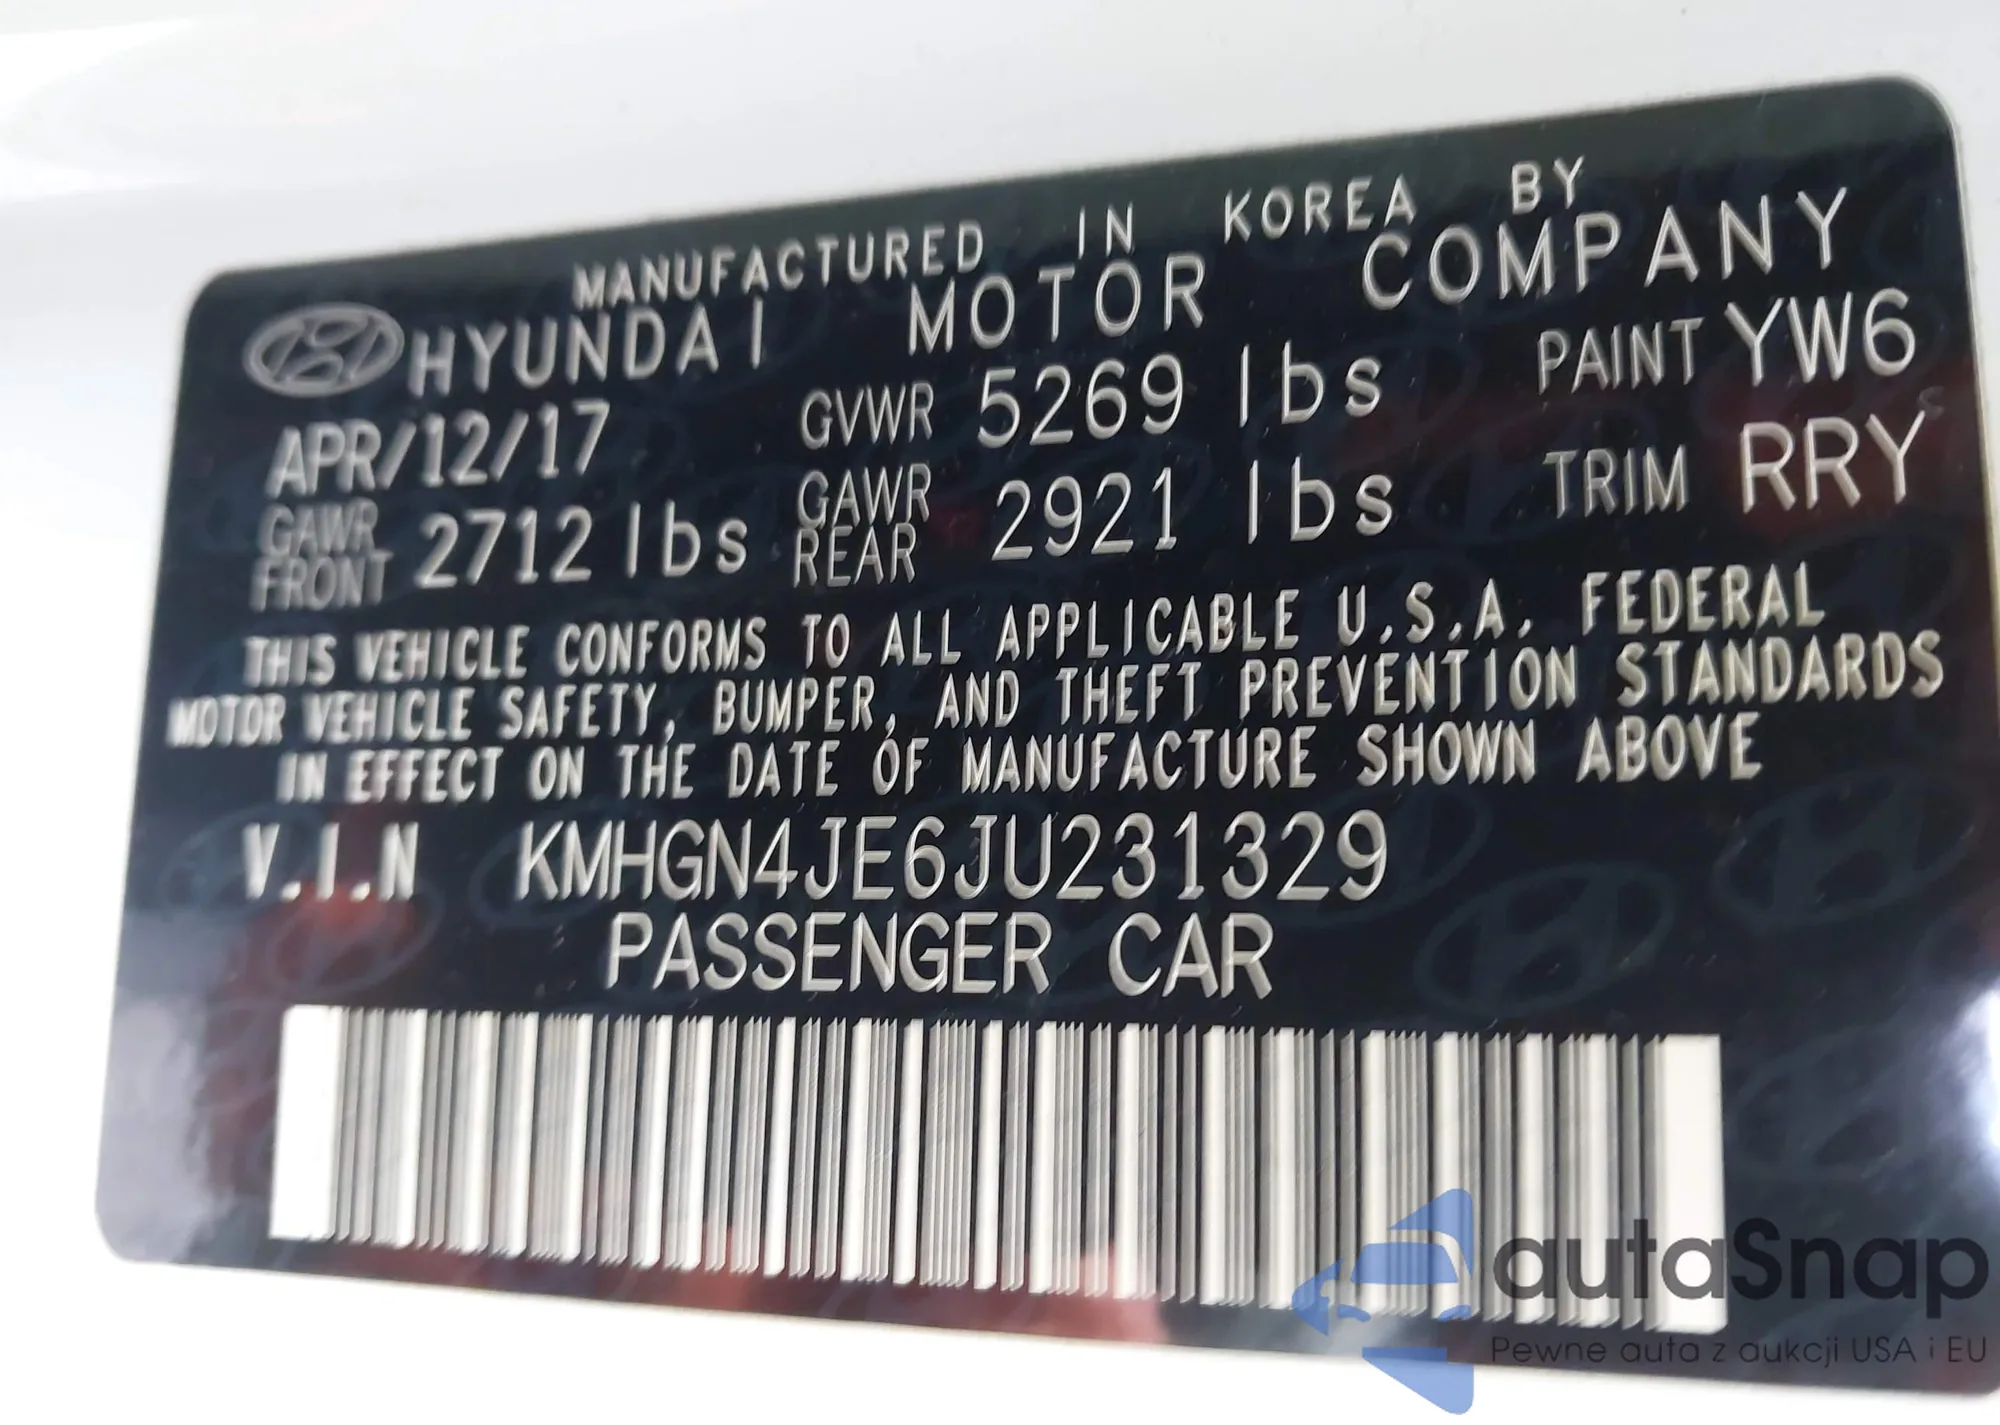 MANUFACTURED IN KOREA BY
HYUNDAI MOTOR COMPANY
APR/12/17 GVWR 5269 lbs PAINT YW6
GAWR FRONT 2712 lbs GAWR REAR 2921 lbs TRIM RRY
THIS VEHICLE CONFORMS TO ALL APPLICABLE U.S.A. FEDERAL
MOTOR VEHICLE SAFETY, BUMPER, AND THEFT PREVENTION STANDARDS
IN EFFECT ON THE DATE OF MANUFACTURE SHOWN ABOVE
V.I.N KMHGN4JE6JU231329
PASSENGER CAR
autaSnap
Pewne auta z aukcji USA i EU